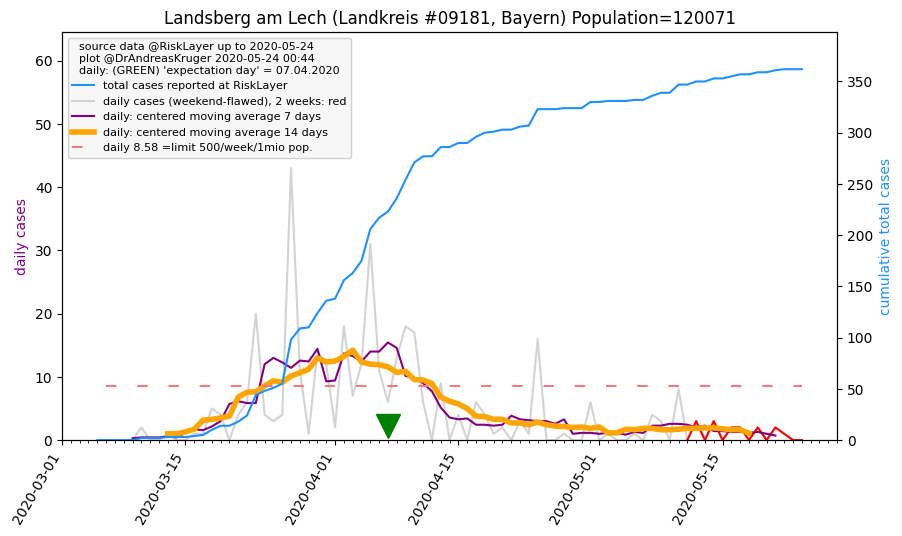 Landsberg am Lech (Landkreis #09181, Bayern) Population=120071
source data @RiskLayer up to 2020-05-24
plot @DrAndreasKruger 2020-05-24 00:44
daily: (GREEN) 'expectation day' = 07.04.2020
total cases reported at RiskLayer
daily cases (weekend-flawed), 2 weeks: red
daily: centered moving average 7 days
daily: centered moving average 14 days
daily 8.58 =limit 500/week/1mio pop.
daily cases
60
50
40
30
20
10
0
cumulative total cases
350
300
250
200
150
100
50
0
2020-03-01
2020-03-15
2020-04-01
2020-04-15
2020-05-01
2020-05-15